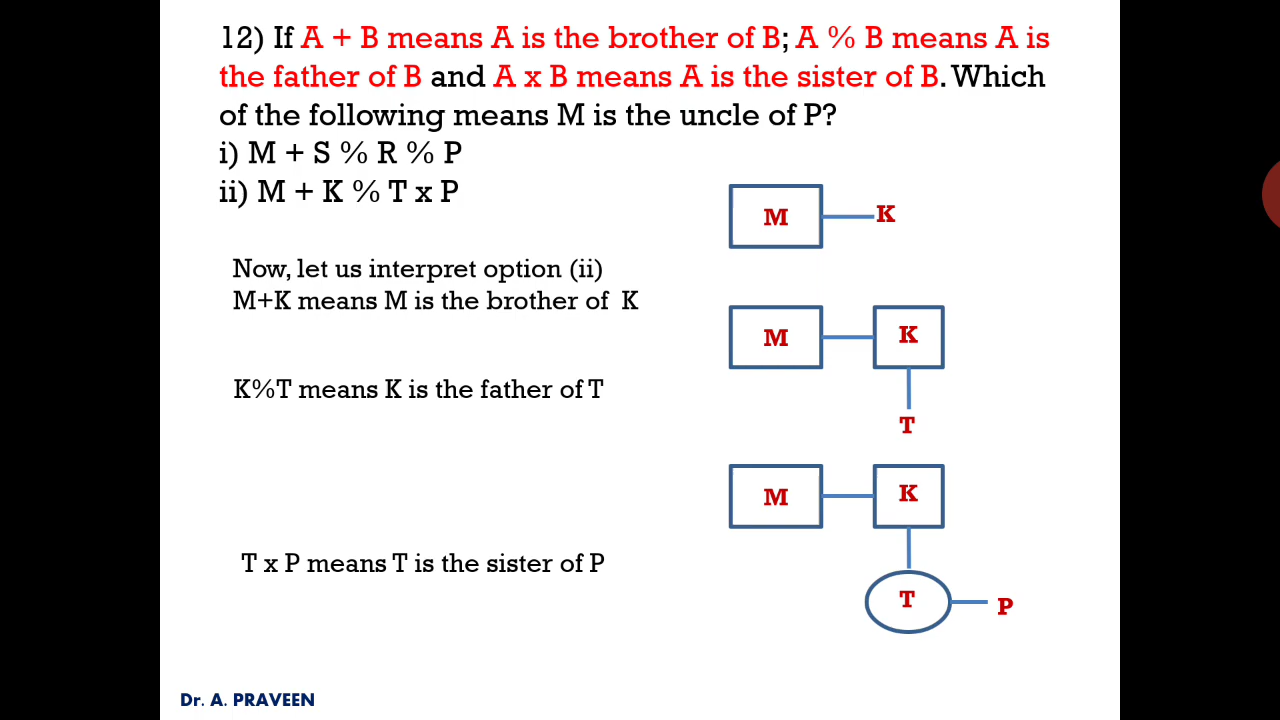 12) If A + B means A is the brother of B; A % B means A is
the father of B and A x B means A is the sister of B. Which
of the following means M is the uncle of P?
i) M + S % R % P
ii) M + K % T x P
M
K
Now, let us interpret option (ii)
M+K means M is the brother of K
M
K
K%T means K is the father of T
T
M
K
T x P means T is the sister of P
T
P
Dr. A. PRAVEEN